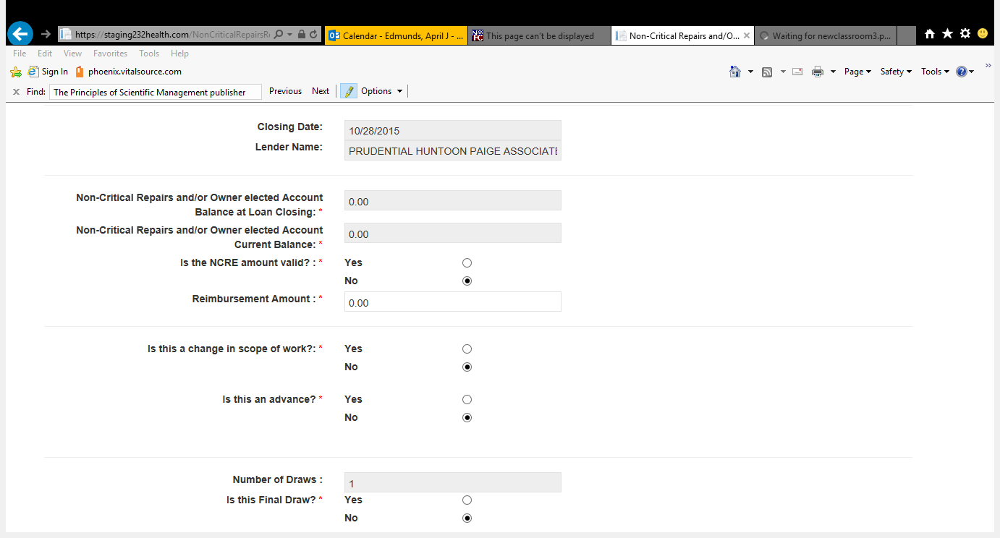 https://staging232health.com/NonCriticalRepairsR
Calendar - Edmunds, April J - ...
This page can't be displayed
Non-Critical Repairs and/O...
Waiting for newclassroom3.p...
File Edit View Favorites Tools Help
Sign In phoenix.vitalsource.com
Page Safety Tools
Find: The Principles of Scientific Management publisher Previous Next Options
Closing Date: 10/28/2015
Lender Name: PRUDENTIAL HUNTOON PAIGE ASSOCIATE
Non-Critical Repairs and/or Owner elected Account
Balance at Loan Closing: * 0.00
Non-Critical Repairs and/or Owner elected Account
Current Balance: * 0.00
Is the NCRE amount valid? : * Yes
No
Reimbursement Amount : * 0.00
Is this a change in scope of work?: * Yes
No
Is this an advance? * Yes
No
Number of Draws : 1
Is this Final Draw? * Yes
No